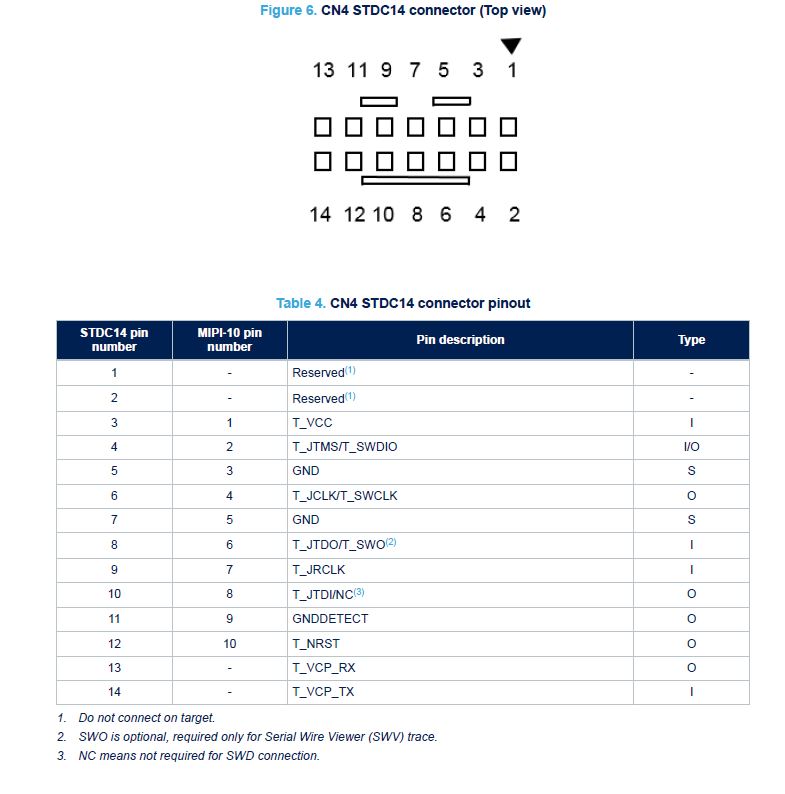 Figure 6. CN4 STDC14 connector (Top view)
13 11 9 7 5 3 1
14 12 10 8 6 4 2
Table 4. CN4 STDC14 connector pinout
STDC14 pin number MIPI-10 pin number Pin description Type
1 - Reserved(1) -
2 - Reserved(1) -
3 1 T_VCC I
4 2 T_JTMS/T_SWDIO I/O
5 3 GND S
6 4 T_JCLK/T_SWCLK O
7 5 GND S
8 6 T_JTDO/T_SWO(2) I
9 7 T_JRCLK I
10 8 T_JTDI/NC(3) O
11 9 GNDDETECT O
12 10 T_NRST O
13 - T_VCP_RX O
14 - T_VCP_TX I
1. Do not connect on target.
2. SWO is optional, required only for Serial Wire Viewer (SWV) trace.
3. NC means not required for SWD connection.